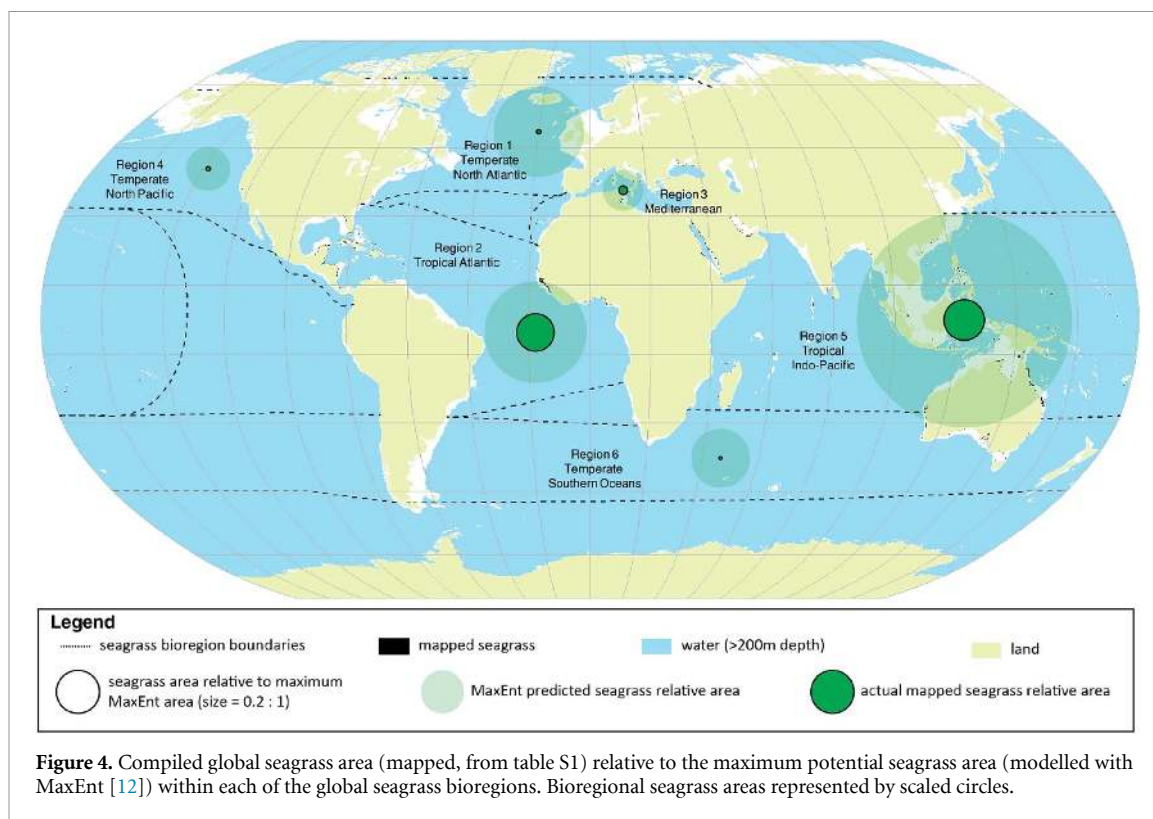 Region 1
Temperate
North Atlantic
Region 4
Temperate
North Pacific
Region 3
Mediterranean
Region 2
Tropical Atlantic
Region 5
Tropical
Indo-Pacific
Region 6
Temperate
Southern Oceans
Legend
seagrass bioregion boundaries
mapped seagrass
water (>200m depth)
land
seagrass area relative to maximum
MaxEnt area (size = 0.2 : 1)
MaxEnt predicted seagrass relative area
actual mapped seagrass relative area
Figure 4. Compiled global seagrass area (mapped, from table S1) relative to the maximum potential seagrass area (modelled with
MaxEnt [12]) within each of the global seagrass bioregions. Bioregional seagrass areas represented by scaled circles.